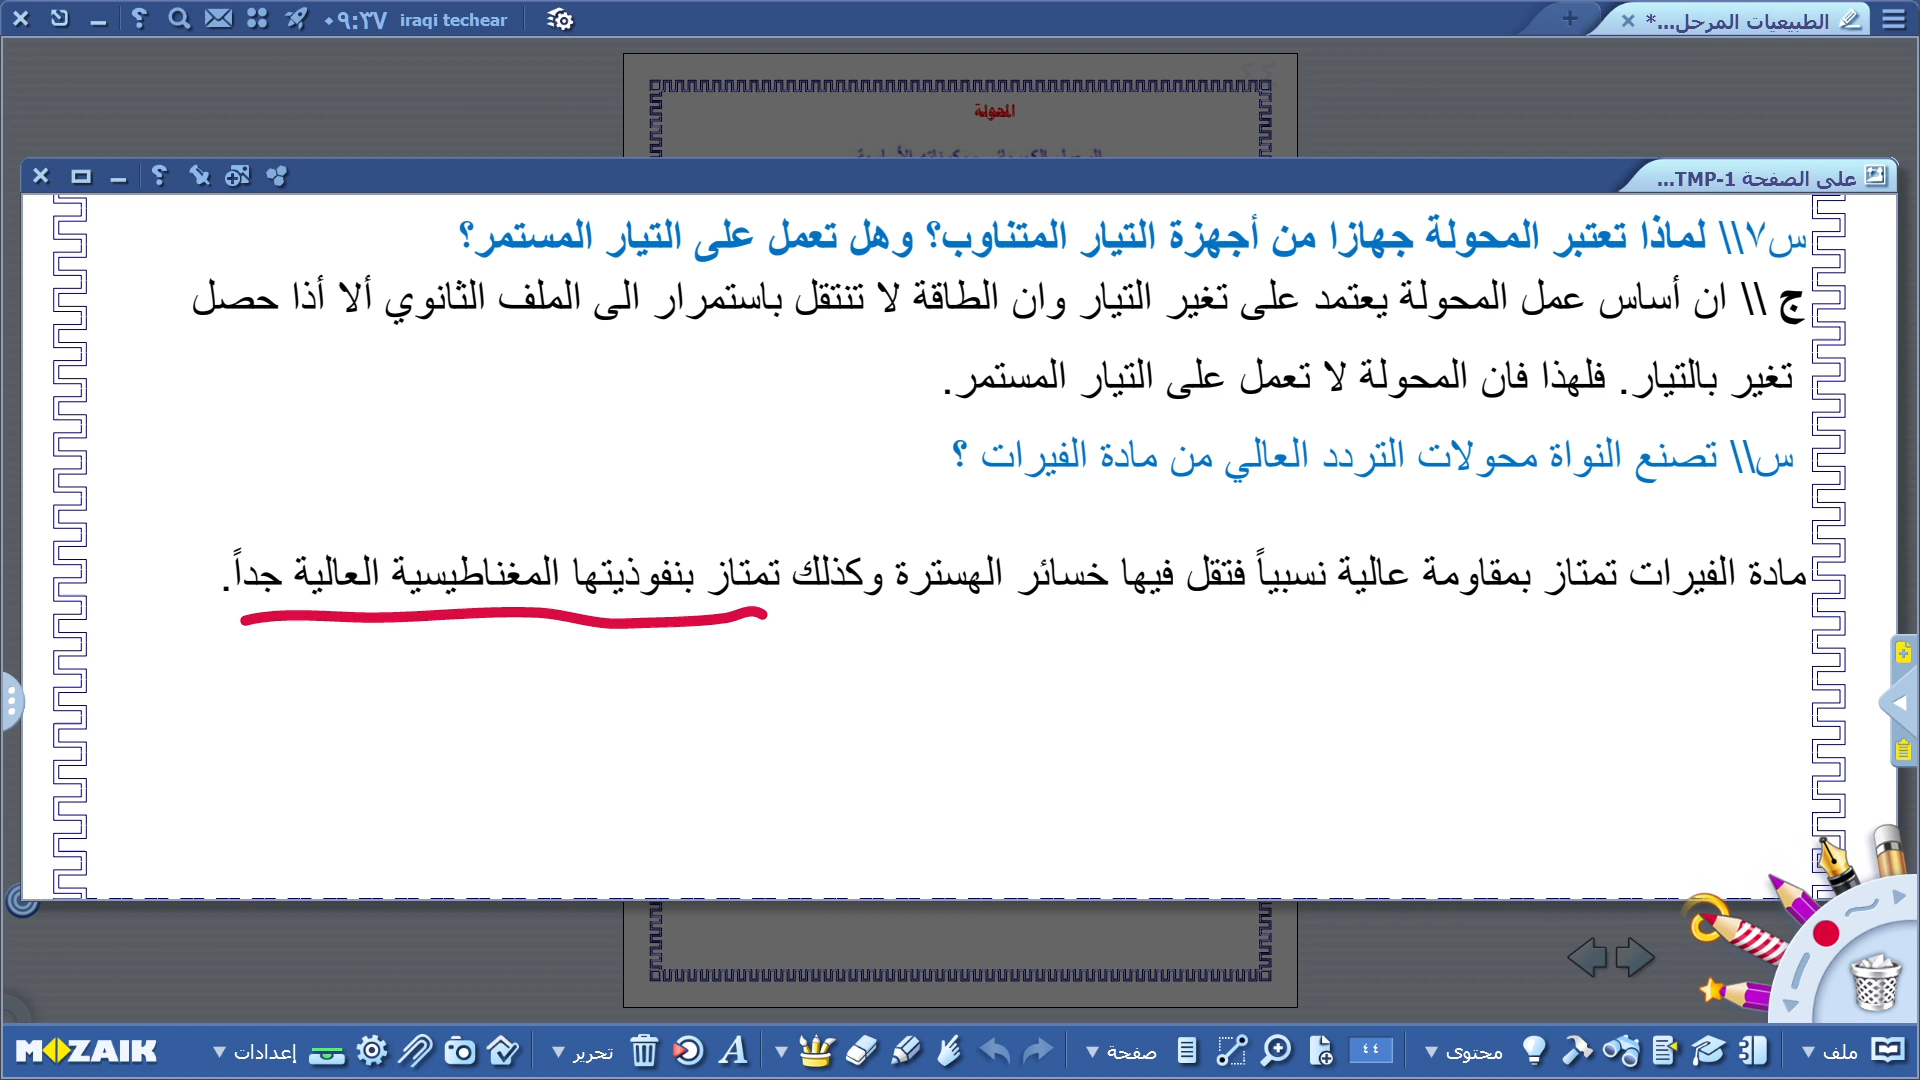 الطبيعيات المرحل...*
iraqi techear
٠٩:٣٧
المحولة
على الصفحة TMP-1...
س٧\\ لماذا تعتبر المحولة جهازا من أجهزة التيار المتناوب؟ وهل تعمل على التيار المستمر؟
ج \\ ان أساس عمل المحولة يعتمد على تغير التيار وان الطاقة لا تنتقل باستمرار الى الملف الثانوي ألا أذا حصل
تغير بالتيار. فلهذا فان المحولة لا تعمل على التيار المستمر.
س\\ تصنع النواة محولات التردد العالي من مادة الفيرات ؟
مادة الفيرات تمتاز بمقاومة عالية نسبياً فتقل فيها خسائر الهسترة وكذلك تمتاز بنفوذيتها المغناطيسية العالية جداً.
ملف
محتوى
٤٤
صفحة
تحرير
إعدادات
MOZAIK